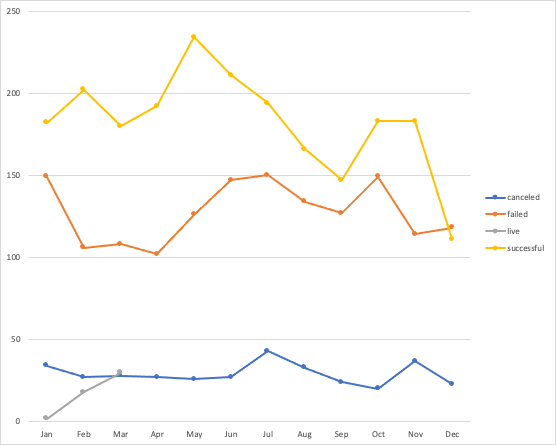 250
200
150
100
50
0
Jan Feb Mar Apr May Jun Jul Aug Sep Oct Nov Dec
canceled
failed
live
successful